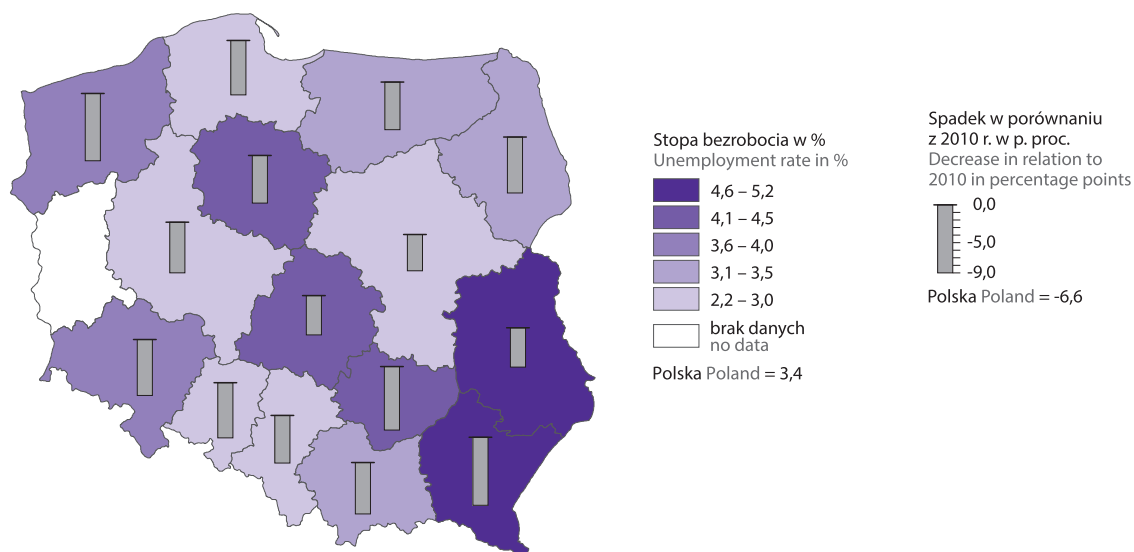 Stopa bezrobocia w %
Unemployment rate in %
4,6 – 5,2
4,1 – 4,5
3,6 – 4,0
3,1 – 3,5
2,2 – 3,0
brak danych
no data
Polska Poland = 3,4
Spadek w porównaniu
z 2010 r. w p. proc.
Decrease in relation to
2010 in percentage points
0,0
-5,0
-9,0
Polska Poland = -6,6